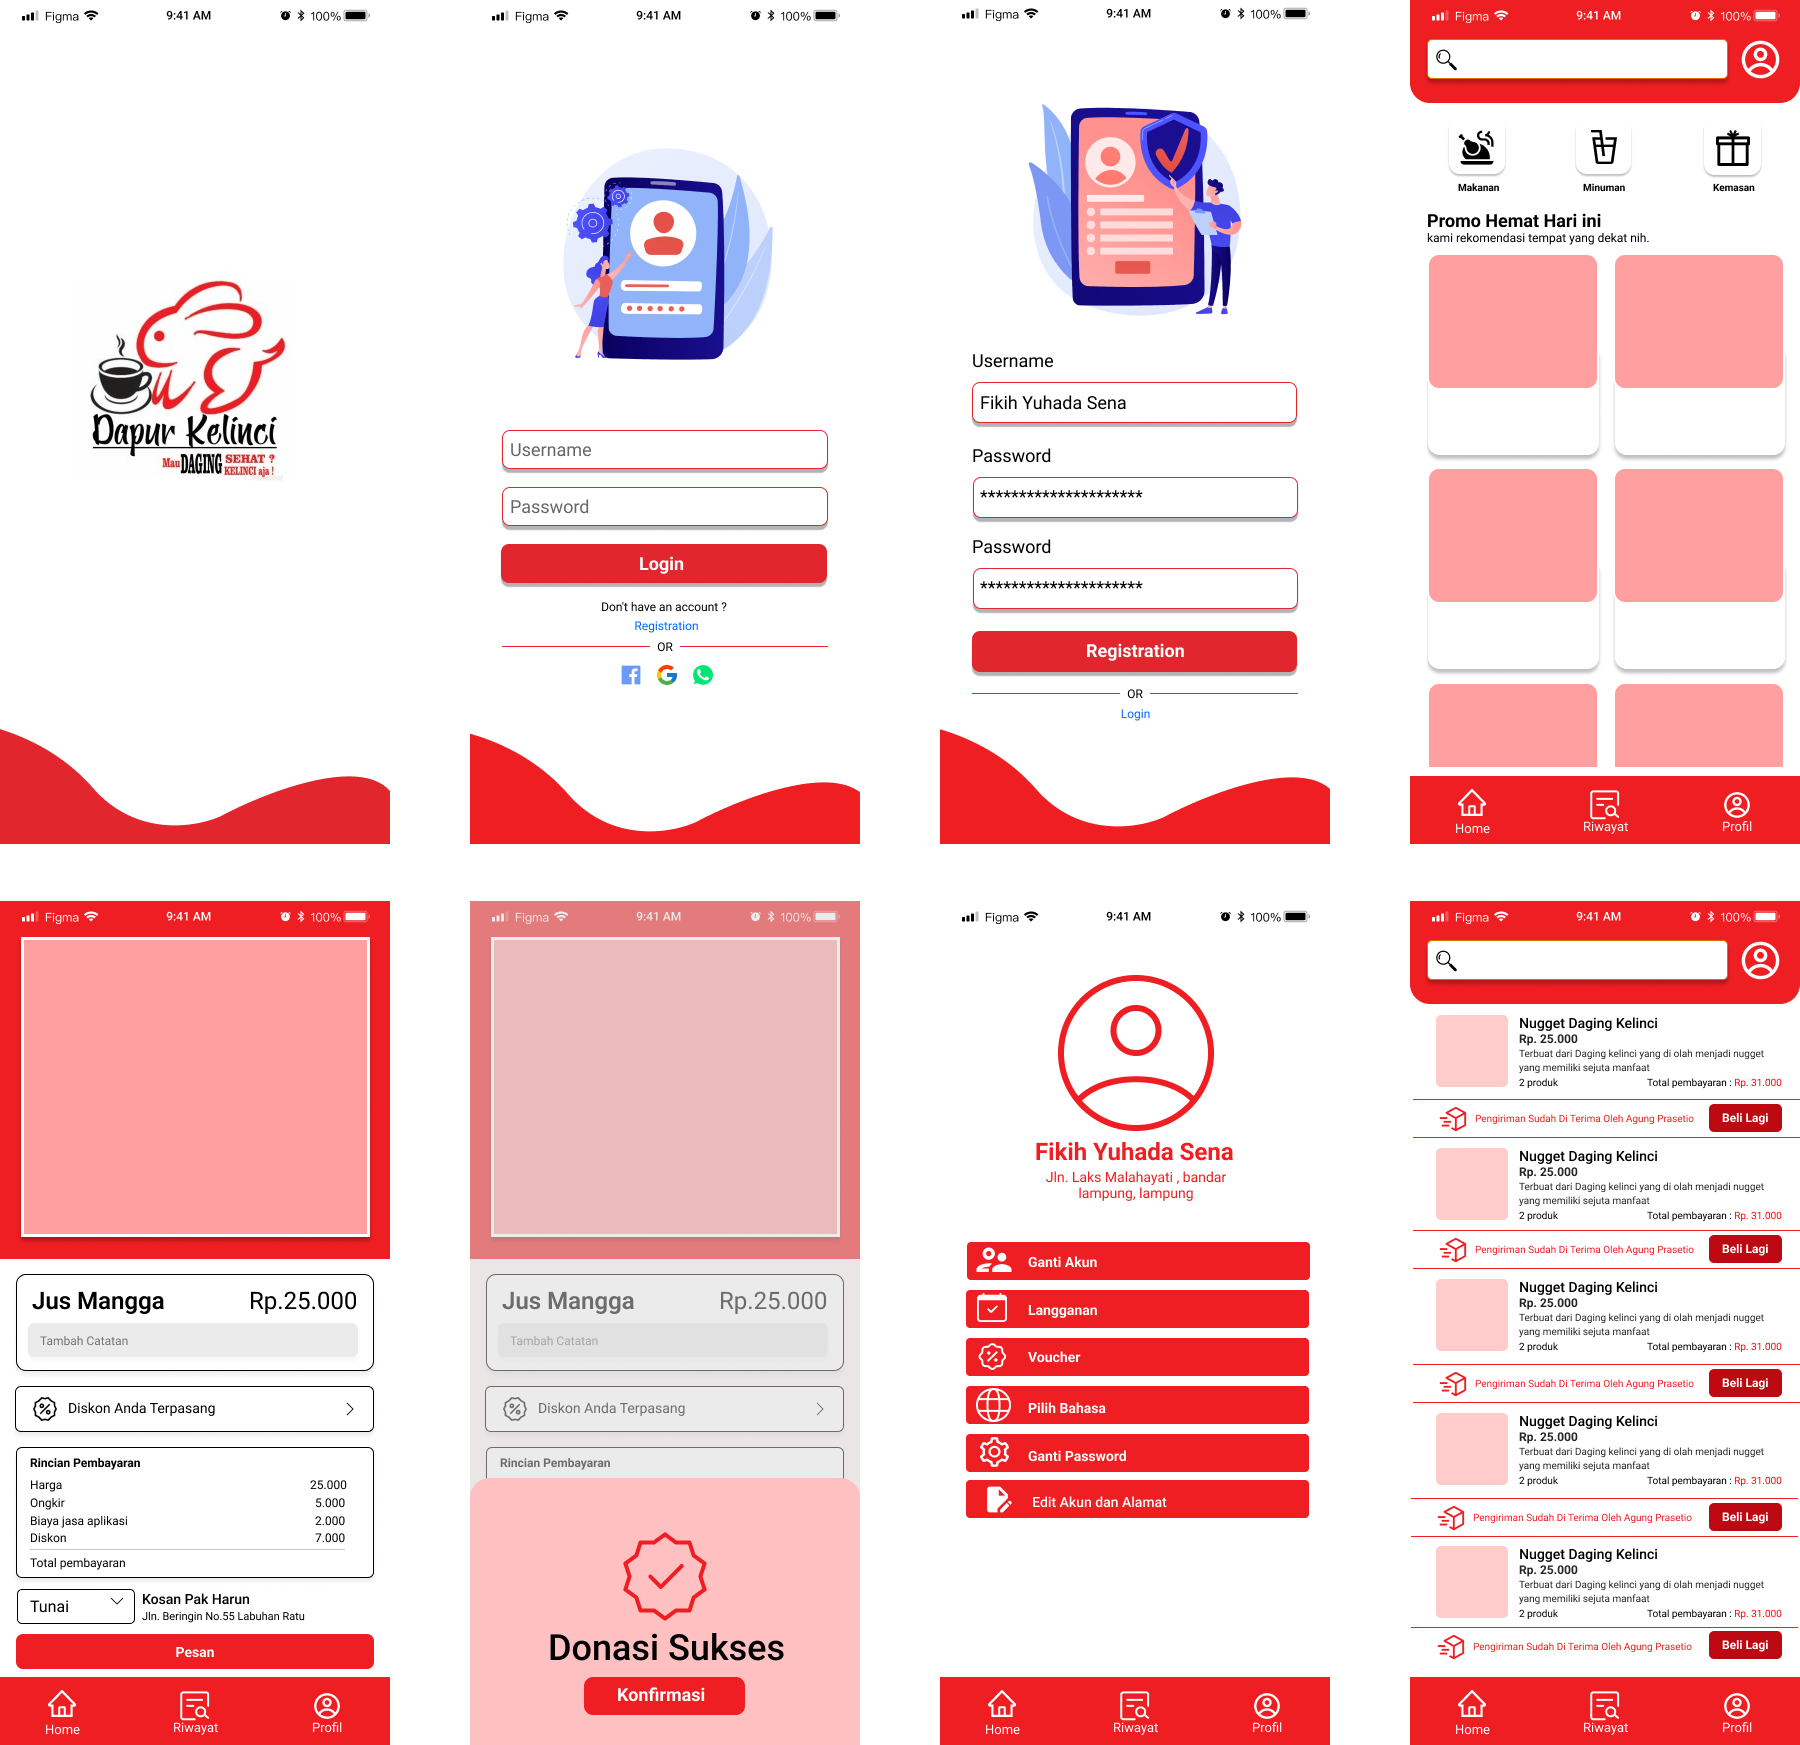 Figma 9:41 AM 100%
Dapur Kelinci
Mau DAGING SEHAT ?
KELINCI aja !
Figma 9:41 AM 100%
Username
Password
Login
Don't have an account ?
Registration
OR
Figma 9:41 AM 100%
Username
Fikih Yuhada Sena
Password
*********************
Password
*********************
Registration
OR
Login
Figma 9:41 AM 100%
Makanan Minuman Kemasan
Promo Hemat Hari ini
kami rekomendasi tempat yang dekat nih.
Home Riwayat Profil
Figma 9:41 AM 100%
Jus Mangga Rp.25.000
Tambah Catatan
Diskon Anda Terpasang
Rincian Pembayaran
Harga 25.000
Ongkir 5.000
Biaya jasa aplikasi 2.000
Diskon 7.000
Total pembayaran
Tunai
Kosan Pak Harun
Jln. Beringin No.55 Labuhan Ratu
Pesan
Home Riwayat Profil
Figma 9:41 AM 100%
Jus Mangga Rp.25.000
Tambah Catatan
Diskon Anda Terpasang
Rincian Pembayaran
Donasi Sukses
Konfirmasi
Figma 9:41 AM 100%
Fikih Yuhada Sena
Jln. Laks Malahayati , bandar
lampung, lampung
Ganti Akun
Langganan
Voucher
Pilih Bahasa
Ganti Password
Edit Akun dan Alamat
Home Riwayat Profil
Figma 9:41 AM 100%
Nugget Daging Kelinci
Rp. 25.000
Terbuat dari Daging kelinci yang di olah menjadi nugget
yang memiliki sejuta manfaat
2 produk Total pembayaran : Rp. 31.000
Pengiriman Sudah Di Terima Oleh Agung Prasetio Beli Lagi
Nugget Daging Kelinci
Rp. 25.000
Terbuat dari Daging kelinci yang di olah menjadi nugget
yang memiliki sejuta manfaat
2 produk Total pembayaran : Rp. 31.000
Pengiriman Sudah Di Terima Oleh Agung Prasetio Beli Lagi
Nugget Daging Kelinci
Rp. 25.000
Terbuat dari Daging kelinci yang di olah menjadi nugget
yang memiliki sejuta manfaat
2 produk Total pembayaran : Rp. 31.000
Pengiriman Sudah Di Terima Oleh Agung Prasetio Beli Lagi
Nugget Daging Kelinci
Rp. 25.000
Terbuat dari Daging kelinci yang di olah menjadi nugget
yang memiliki sejuta manfaat
2 produk Total pembayaran : Rp. 31.000
Pengiriman Sudah Di Terima Oleh Agung Prasetio Beli Lagi
Nugget Daging Kelinci
Rp. 25.000
Terbuat dari Daging kelinci yang di olah menjadi nugget
yang memiliki sejuta manfaat
2 produk Total pembayaran : Rp. 31.000
Pengiriman Sudah Di Terima Oleh Agung Prasetio Beli Lagi
Home Riwayat Profil